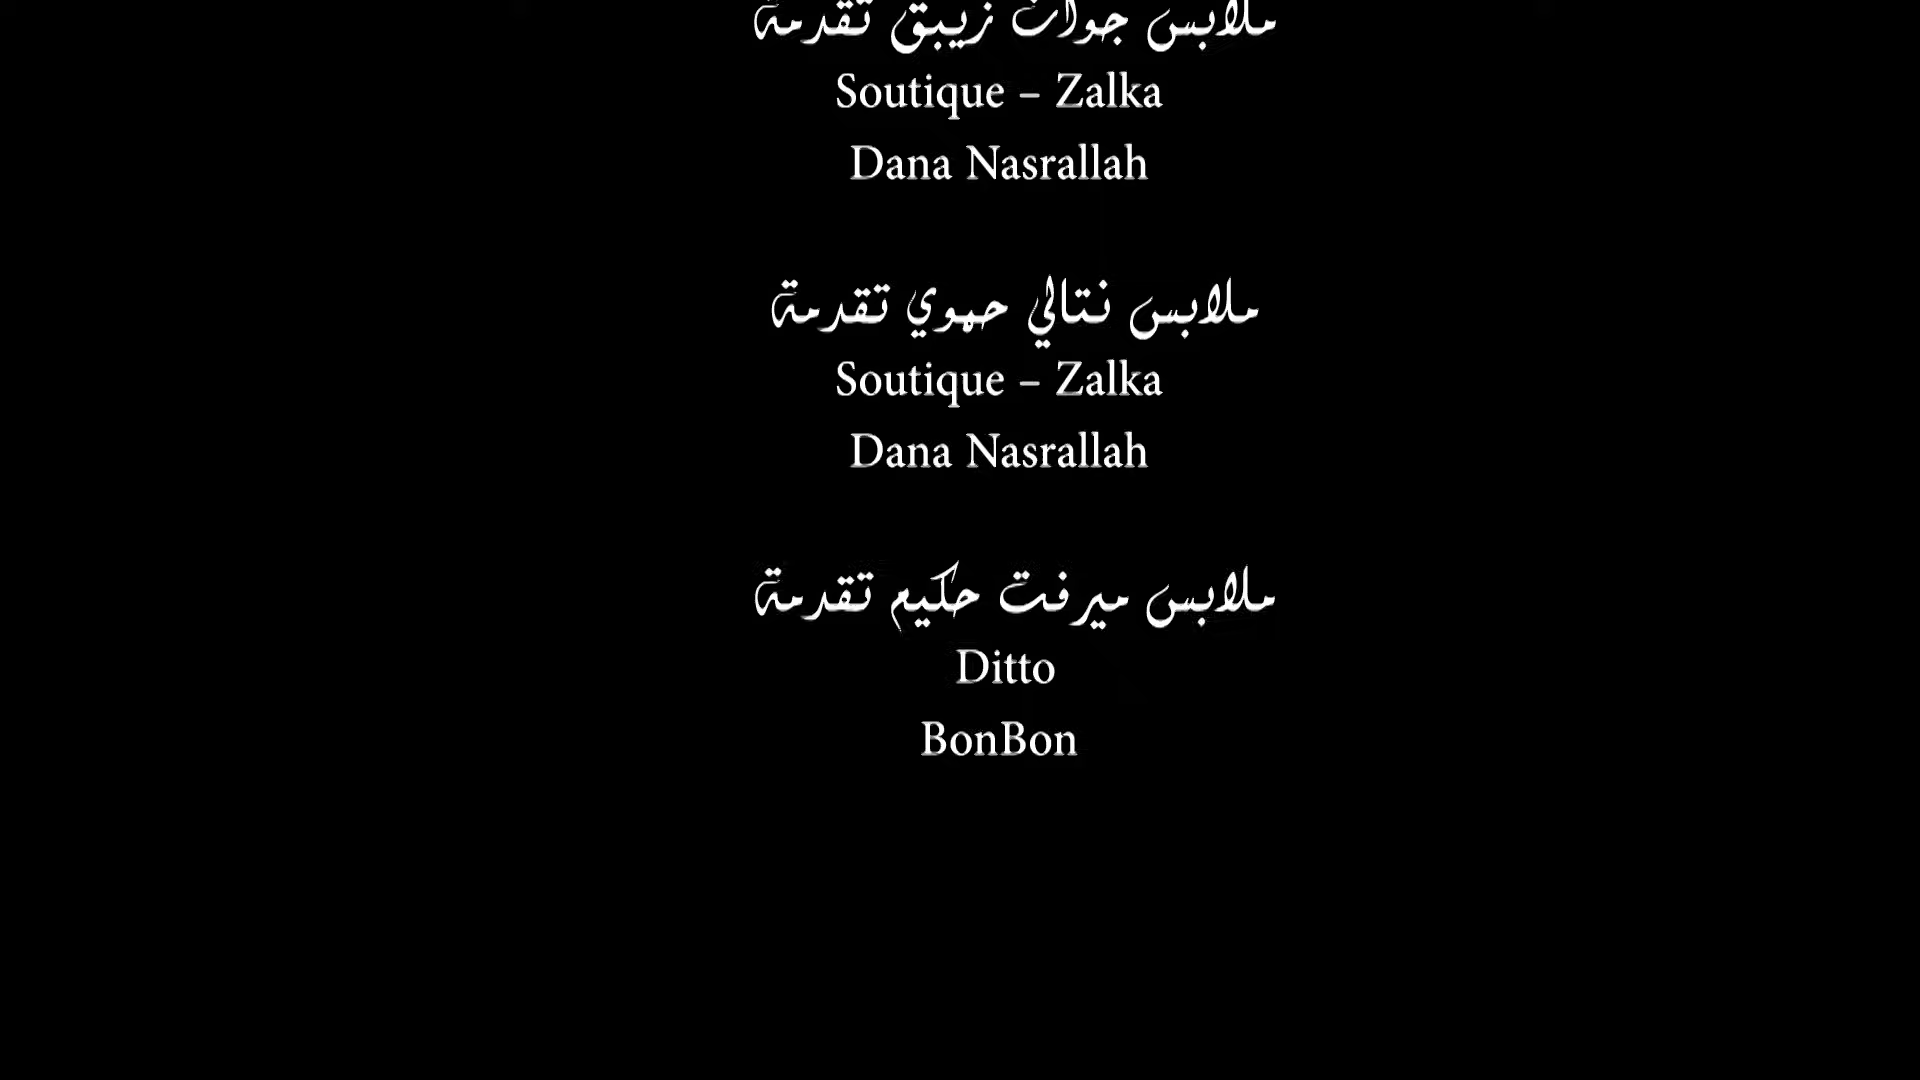 ملابس جوان زيبق تقدمة
Soutique – Zalka
Dana Nasrallah
ملابس نتالي حموي تقدمة
Soutique – Zalka
Dana Nasrallah
ملابس ميرفت حكيم تقدمة
Ditto
BonBon